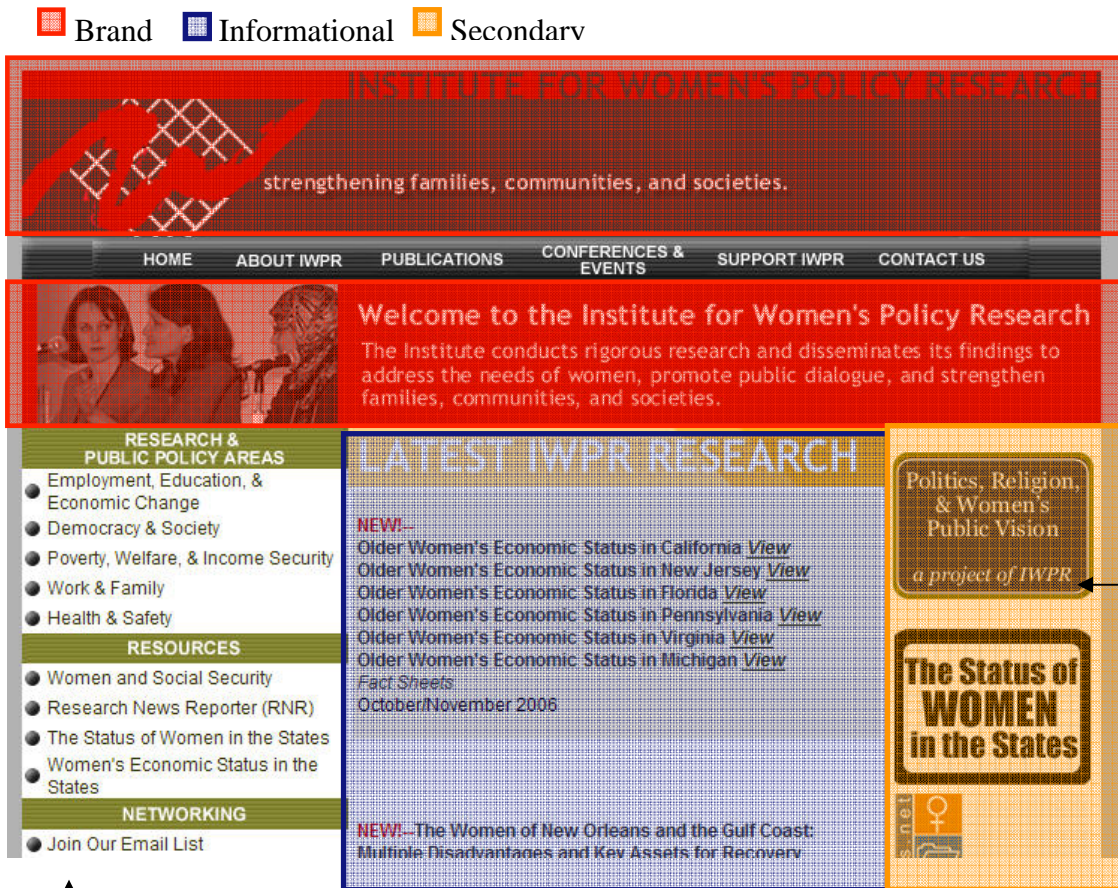 Brand Informational Secondary
INSTITUTE FOR WOMEN'S POLICY RESEARCH
strengthening families, communities, and societies.
HOME ABOUT IWPR PUBLICATIONS CONFERENCES & EVENTS SUPPORT IWPR CONTACT US
Welcome to the Institute for Women's Policy Research
The Institute conducts rigorous research and disseminates its findings to
address the needs of women, promote public dialogue, and strengthen
families, communities, and societies.
RESEARCH &
PUBLIC POLICY AREAS
Employment, Education, &
Economic Change
Democracy & Society
Poverty, Welfare, & Income Security
Work & Family
Health & Safety
RESOURCES
Women and Social Security
Research News Reporter (RNR)
The Status of Women in the States
Women's Economic Status in the
States
NETWORKING
Join Our Email List
LATEST IWPR RESEARCH
NEW!--
Older Women's Economic Status in California View
Older Women's Economic Status in New Jersey View
Older Women's Economic Status in Florida View
Older Women's Economic Status in Pennsylvania View
Older Women's Economic Status in Virginia View
Older Women's Economic Status in Michigan View
Fact Sheets
October/November 2006
NEW!--The Women of New Orleans and the Gulf Coast:
Multiple Disadvantages and Key Assets for Recovery
Politics, Religion,
& Women's
Public Vision
a project of IWPR
The Status of
WOMEN
in the States
s.net